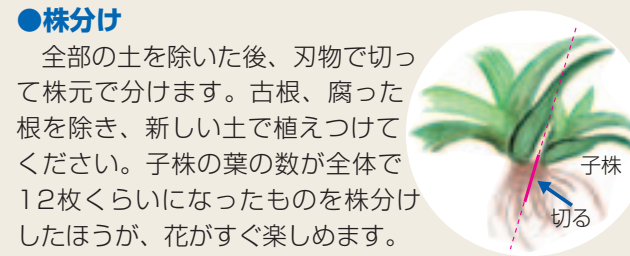 ●株分け
　全部の土を除いた後、刃物で切っ
て株元で分けます。古根、腐った
根を除き、新しい土で植えつけて
ください。子株の葉の数が全体で
12枚くらいになったものを株分け
したほうが、花がすぐ楽しめます。
子株
切る